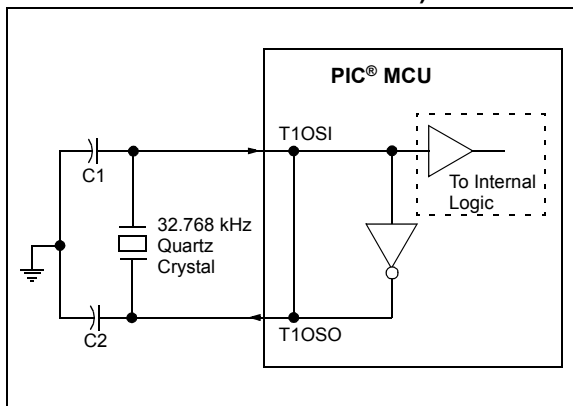 PIC® MCU
T1OSI
C1
To Internal
Logic
32.768 kHz
Quartz
Crystal
C2
T1OSO